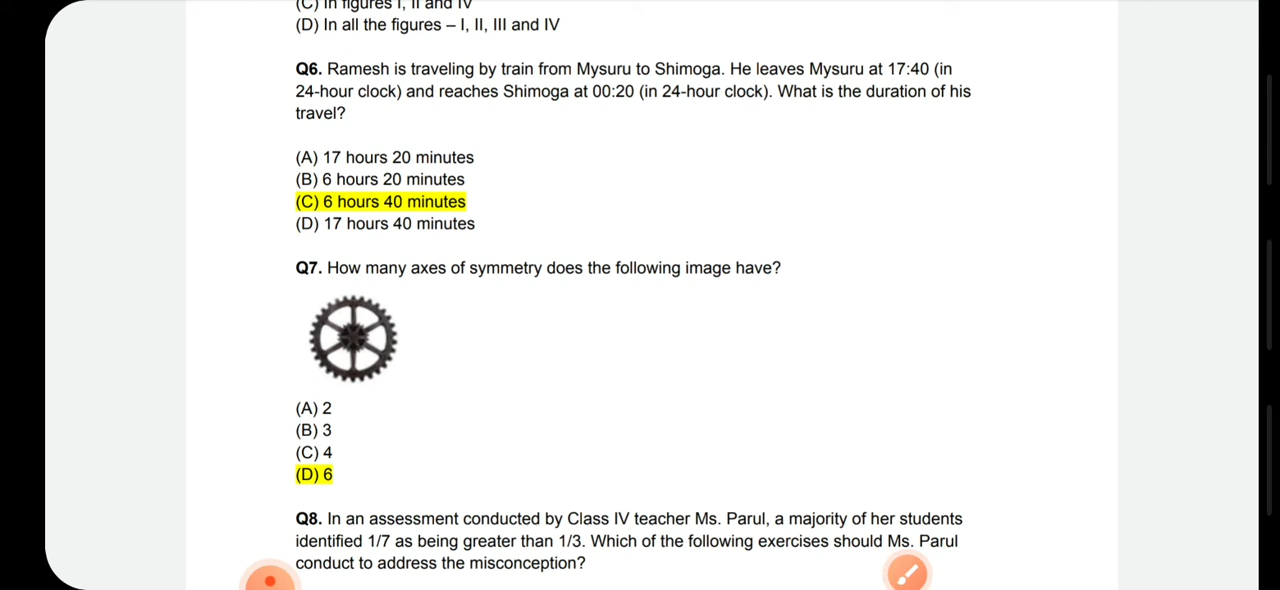 (C) In figures I, II and IV
(D) In all the figures – I, II, III and IV
Q6. Ramesh is traveling by train from Mysuru to Shimoga. He leaves Mysuru at 17:40 (in
24-hour clock) and reaches Shimoga at 00:20 (in 24-hour clock). What is the duration of his
travel?
(A) 17 hours 20 minutes
(B) 6 hours 20 minutes
(C) 6 hours 40 minutes
(D) 17 hours 40 minutes
Q7. How many axes of symmetry does the following image have?
(A) 2
(B) 3
(C) 4
(D) 6
Q8. In an assessment conducted by Class IV teacher Ms. Parul, a majority of her students
identified 1/7 as being greater than 1/3. Which of the following exercises should Ms. Parul
conduct to address the misconception?